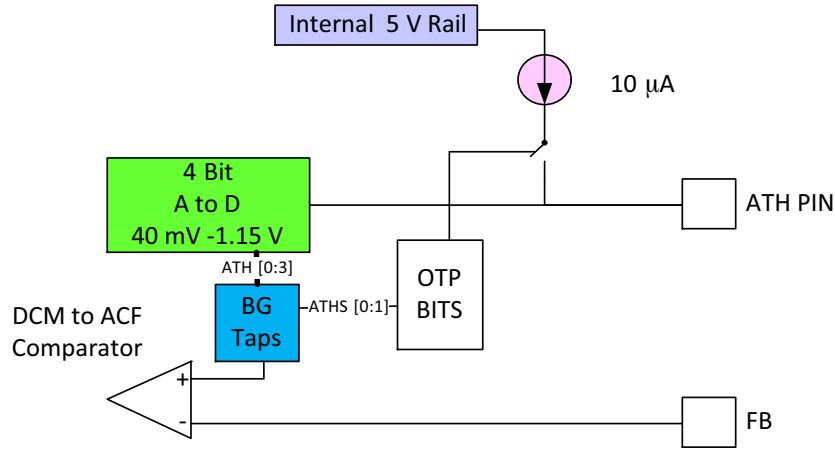 Internal 5 V Rail
10 μA
4 Bit
A to D
40 mV -1.15 V
ATH PIN
ATH [0:3]
OTP
BITS
BG
Taps
ATHS [0:1]
DCM to ACF
Comparator
+
-
FB